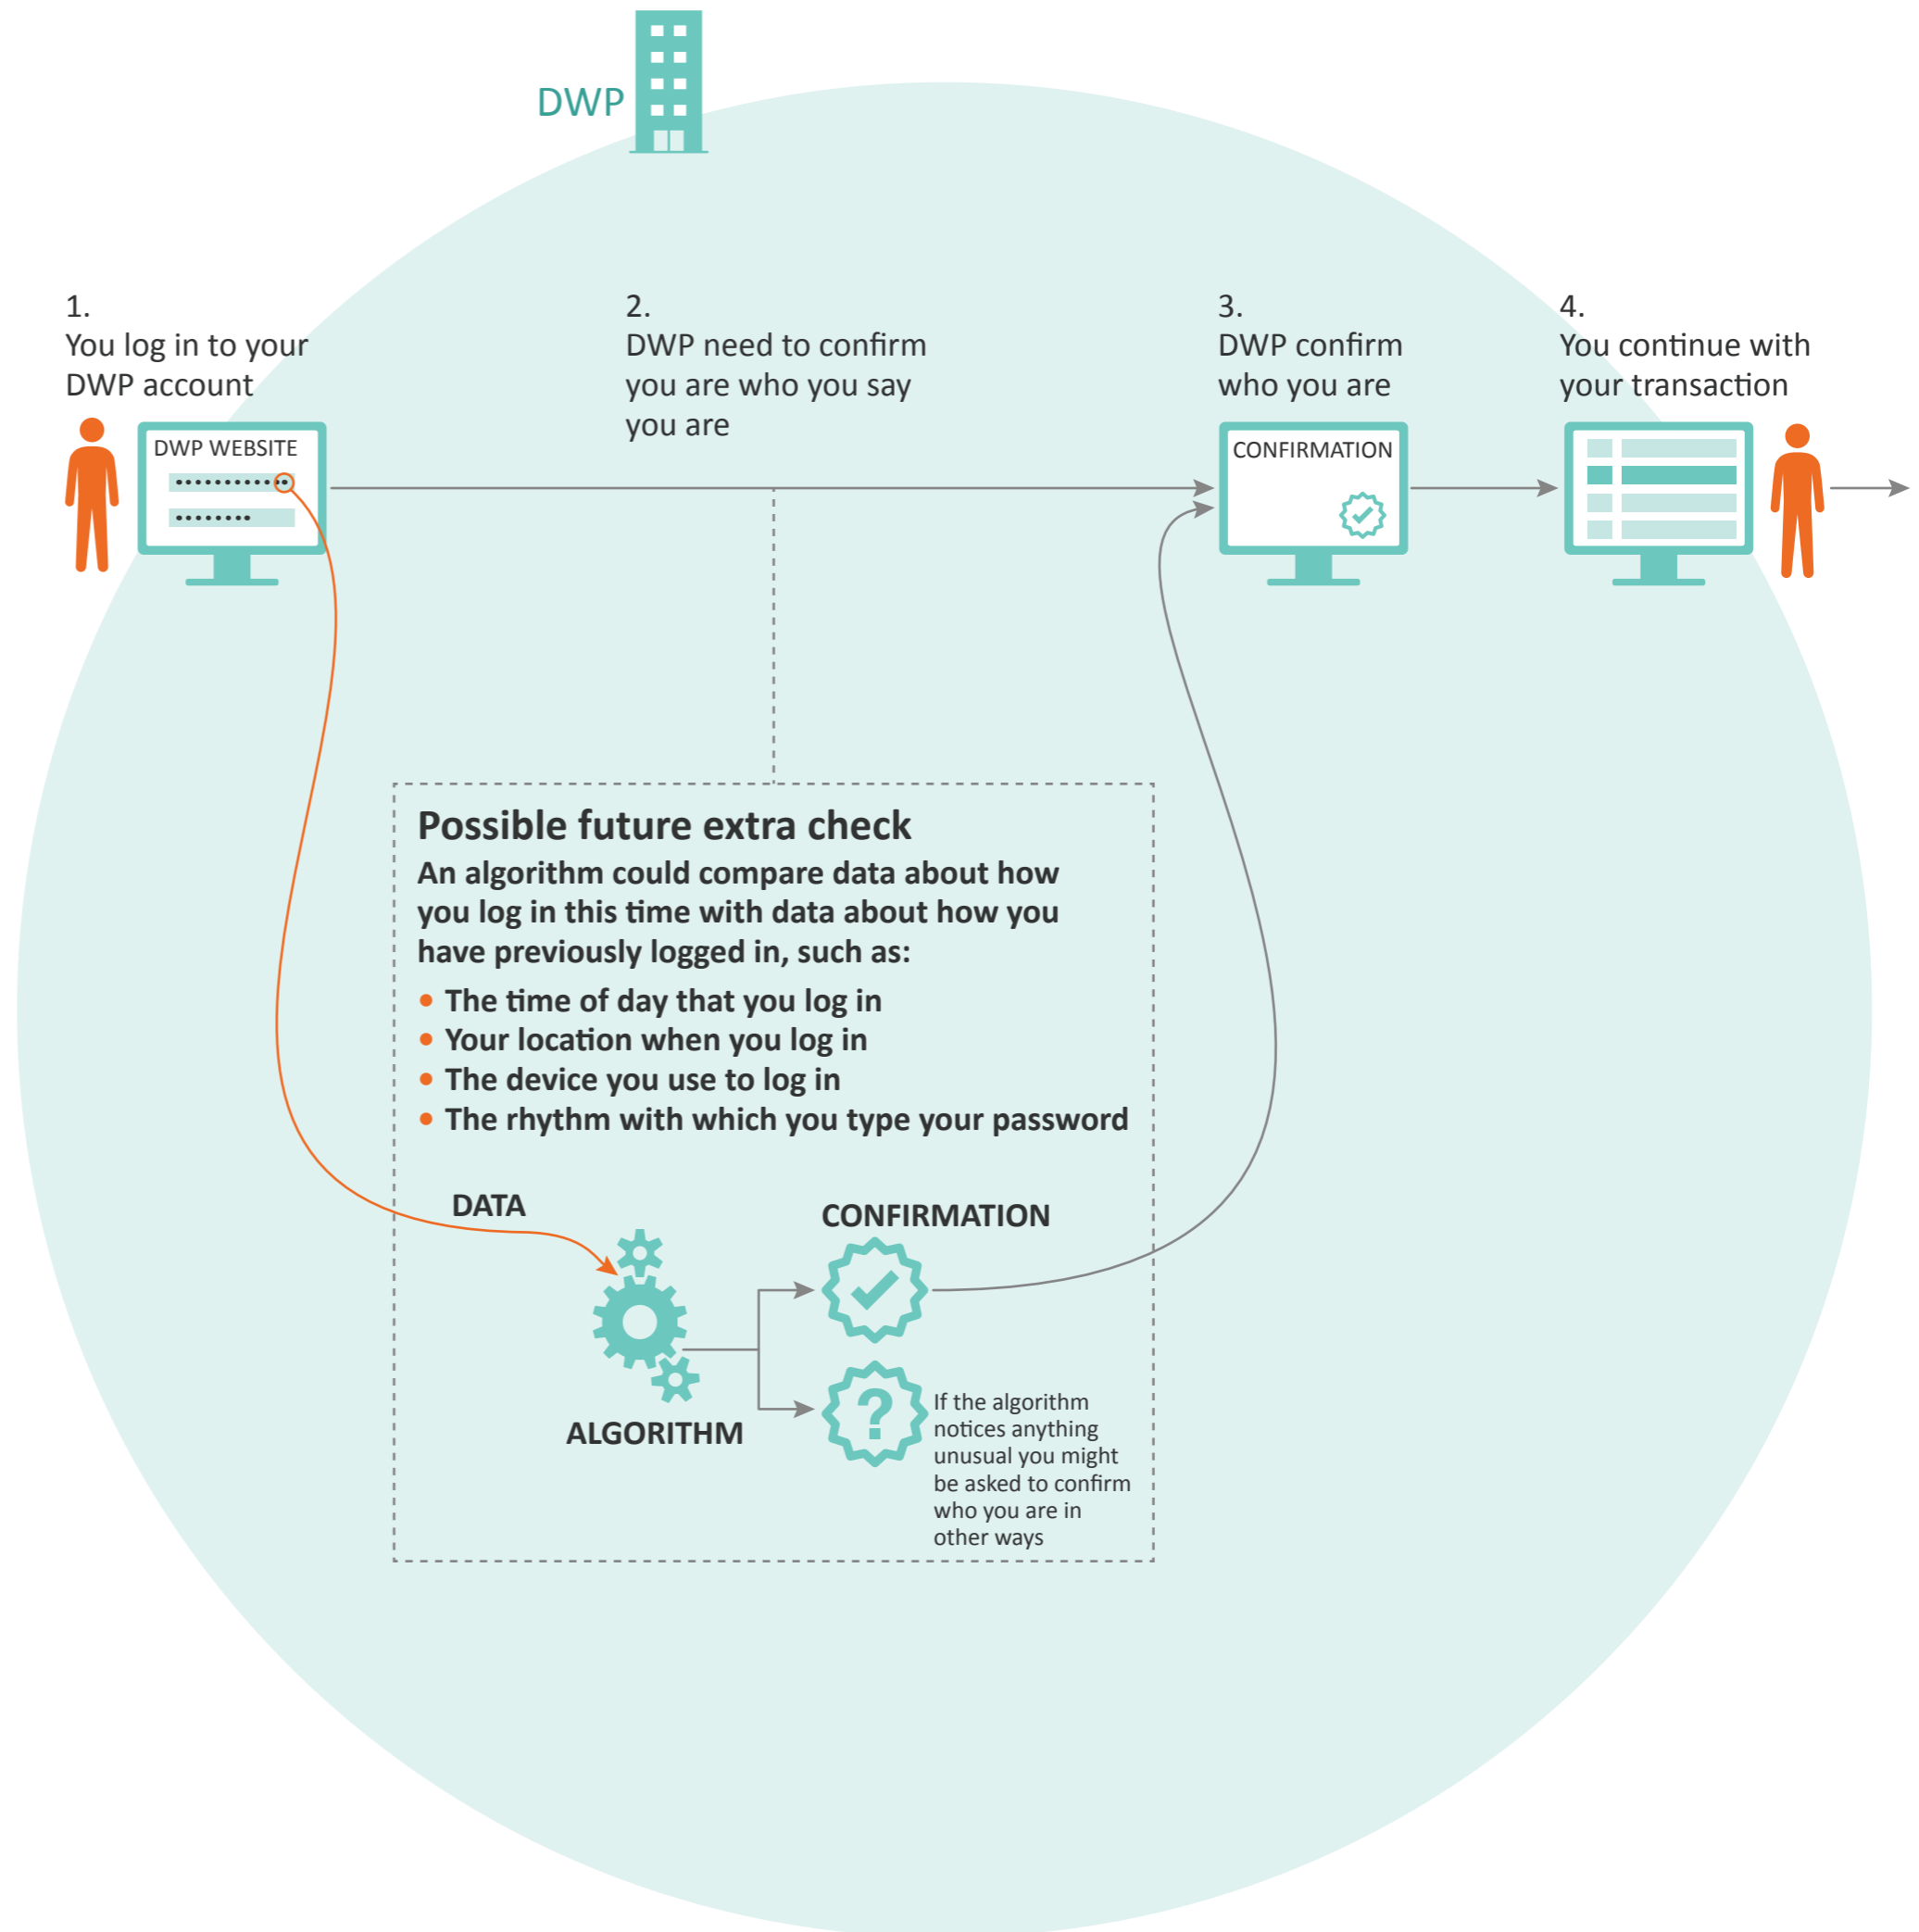 DWP
1.
You log in to your
DWP account
DWP WEBSITE
2.
DWP need to confirm
you are who you say
you are
3.
DWP confirm
who you are
CONFIRMATION
4.
You continue with
your transaction
Possible future extra check
An algorithm could compare data about how
you log in this time with data about how you
have previously logged in, such as:
• The time of day that you log in
• Your location when you log in
• The device you use to log in
• The rhythm with which you type your password
DATA
ALGORITHM
CONFIRMATION
?
If the algorithm
notices anything
unusual you might
be asked to confirm
who you are in
other ways